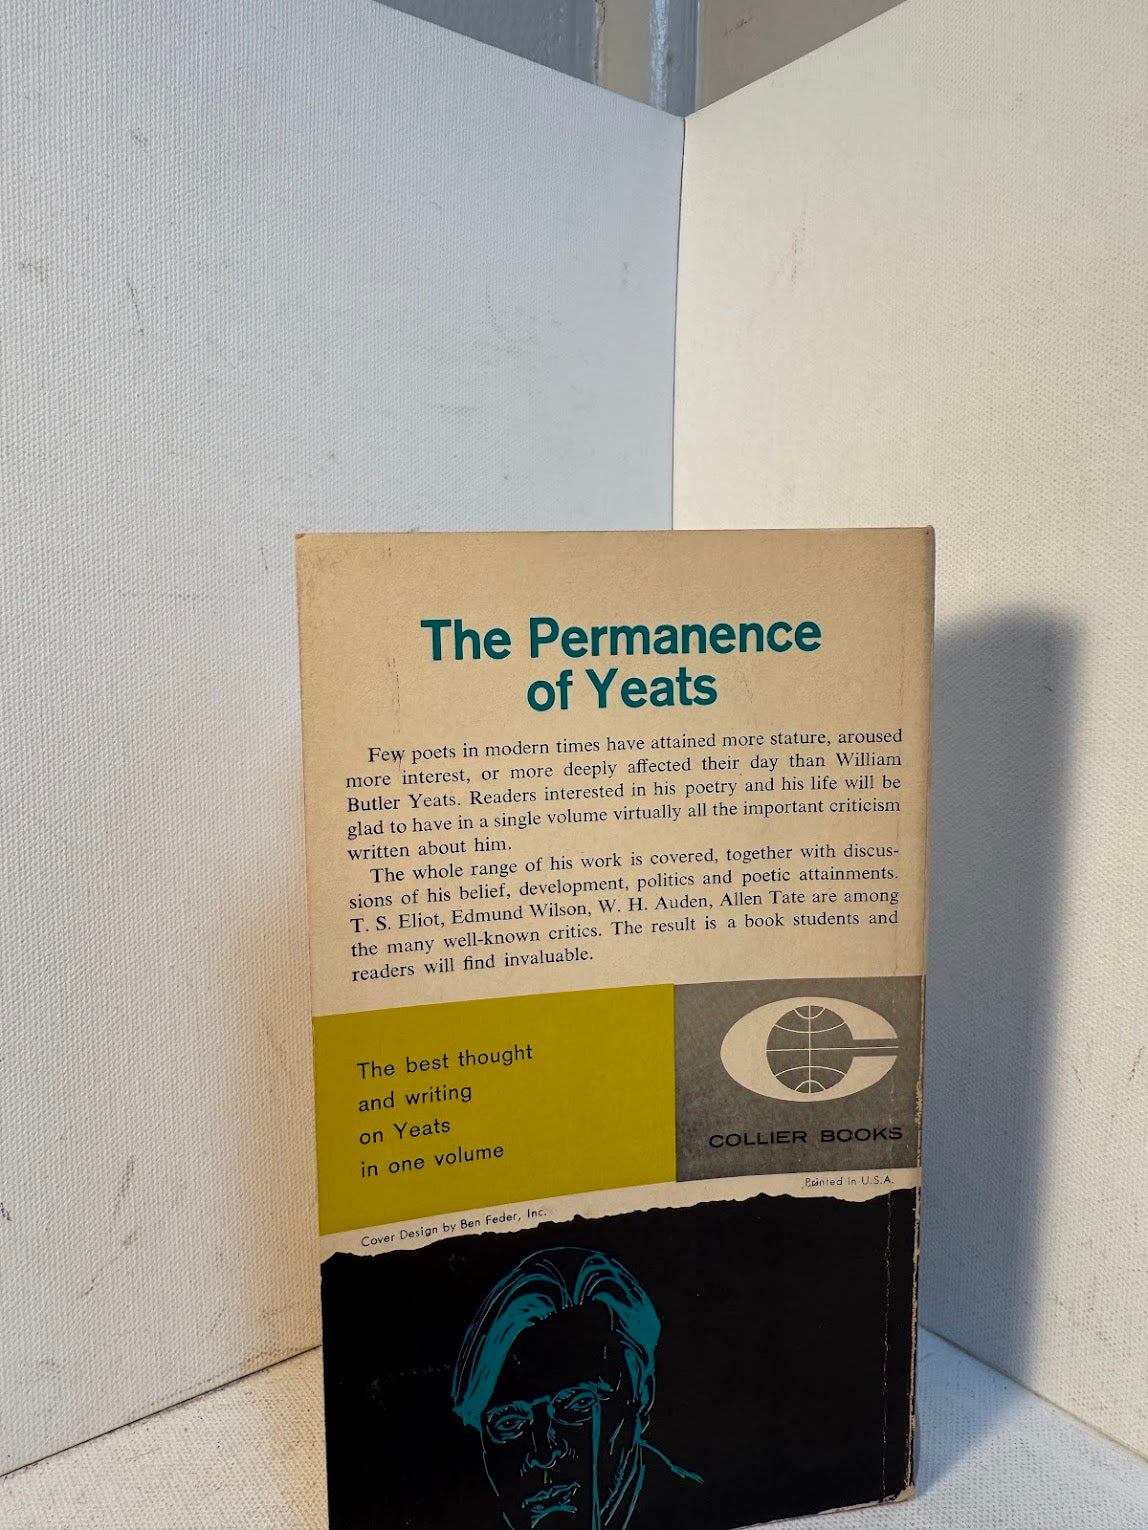 The Permanence
of Yeats
Few poets in modern times have attained more stature, aroused
more interest, or more deeply affected their day than William
Butler Yeats. Readers interested in his poetry and his life will be
glad to have in a single volume virtually all the important criticism
written about him.
The whole range of his work is covered, together with discus-
sions of his belief, development, politics and poetic attainments.
T. S. Eliot, Edmund Wilson, W. H. Auden, Allen Tate are among
the many well-known critics. The result is a book students and
readers will find invaluable.
The best thought
and writing
on Yeats
in one volume
COLLIER BOOKS
Printed in U.S.A.
Cover Design by Ben Feder, Inc.